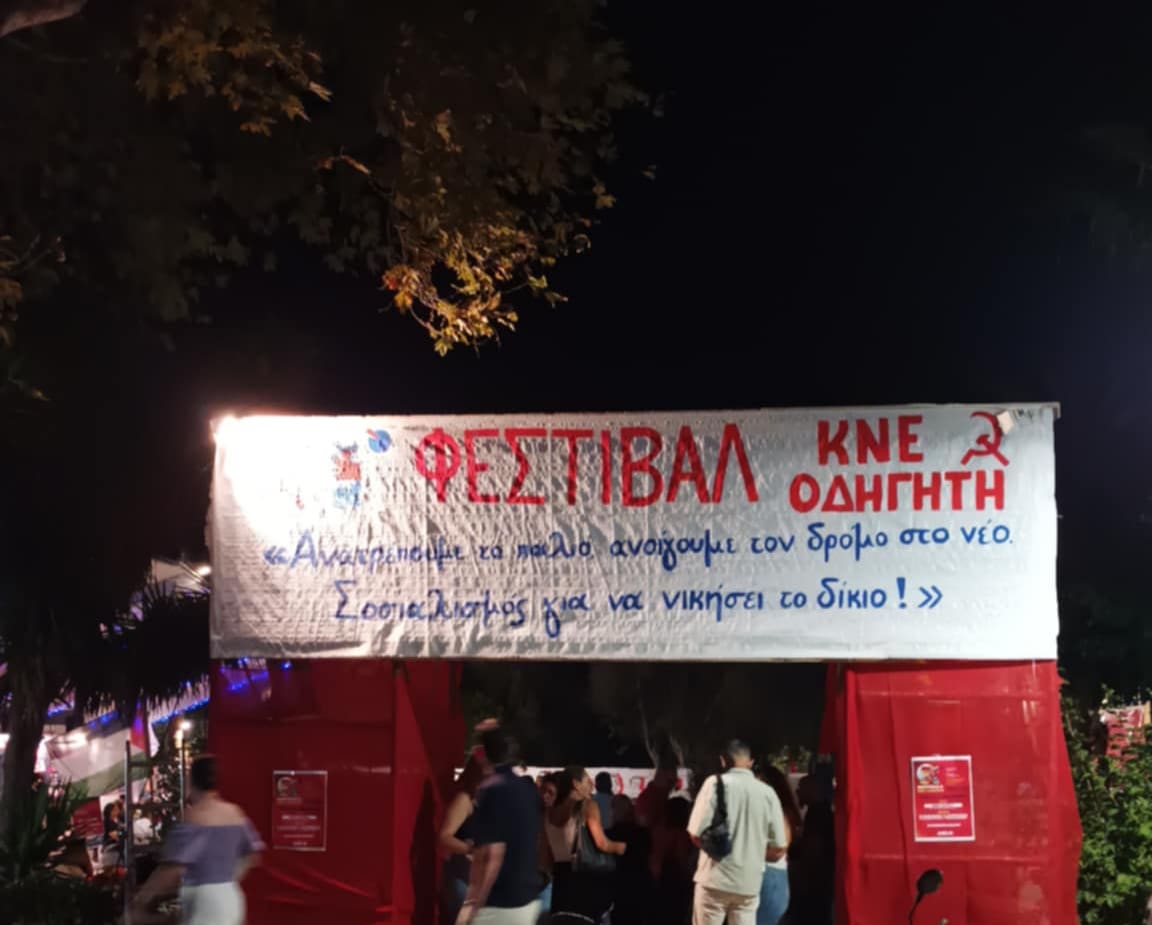 ΦΕΣΤΙΒΑΛ ΚΝΕ
ΟΔΗΓΗΤΗ
«Ανατρέπουμε το παλιό ανοίγουμε τον δρόμο στο νέο.
Σοσιαλισμός για να νικήσει το δίκιο!»